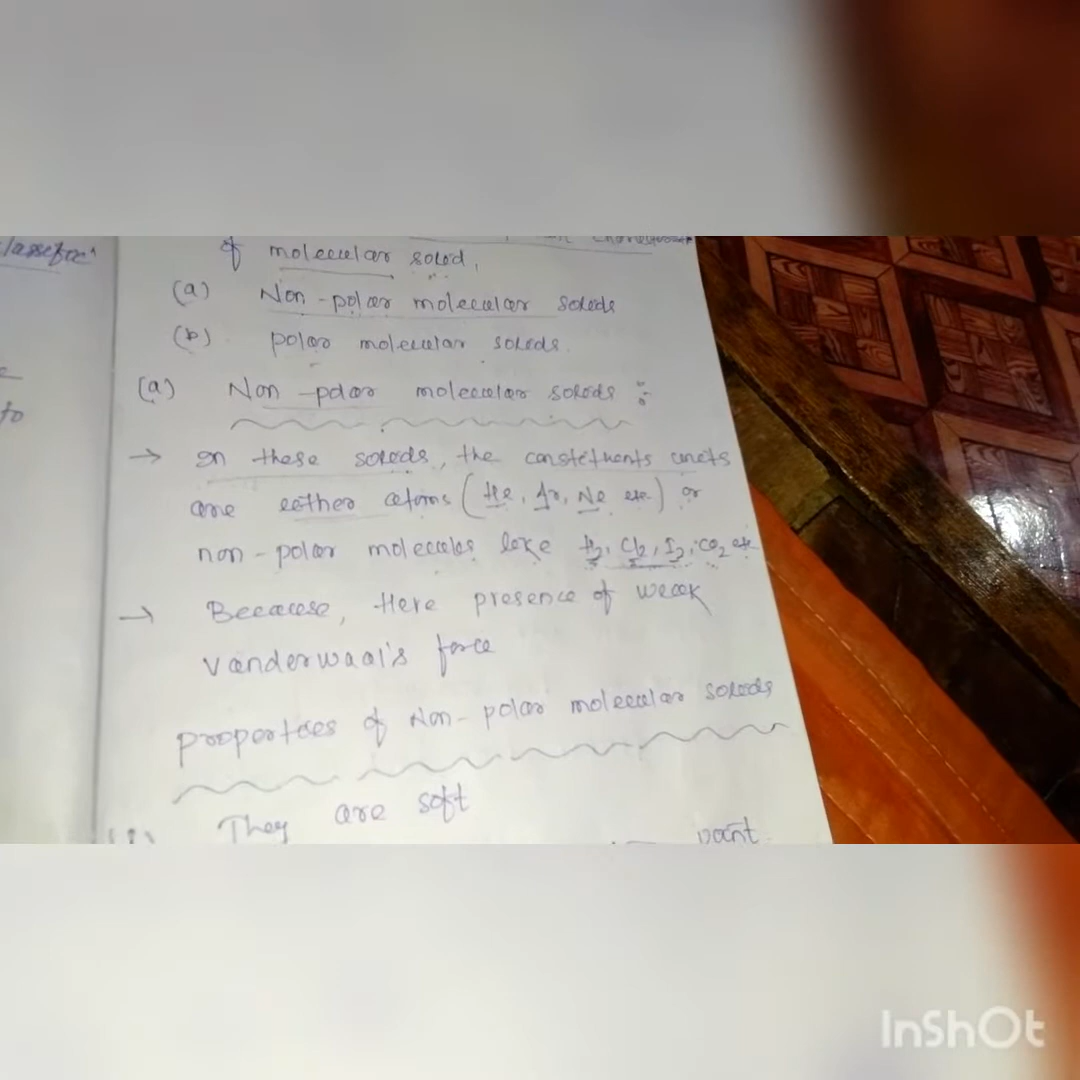 of molecular solid,
(a) Non-polar molecular solids
(b) polar molecular solids.
(a) Non-polar molecular solids :
→ In these solids, the constituents units
are either atoms (He, Ar, Ne etc.) or
non-polar molecules like H2, Cl2, I2, CO2 etc
→ Because, Here presence of weak
Vanderwaal's force
properties of Non-polar molecular solids
They are soft
point.
InShOt